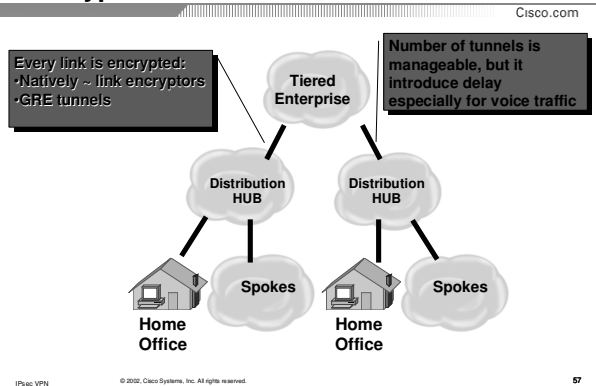 Cisco.com
Every link is encrypted:
•Natively ~ link encryptors
•GRE tunnels
Number of tunnels is
manageable, but it
introduce delay
especially for voice traffic
Tiered
Enterprise
Distribution
HUB
Distribution
HUB
Spokes
Spokes
Home
Office
Home
Office
IPsec VPN
© 2002, Cisco Systems, Inc. All rights reserved.
57